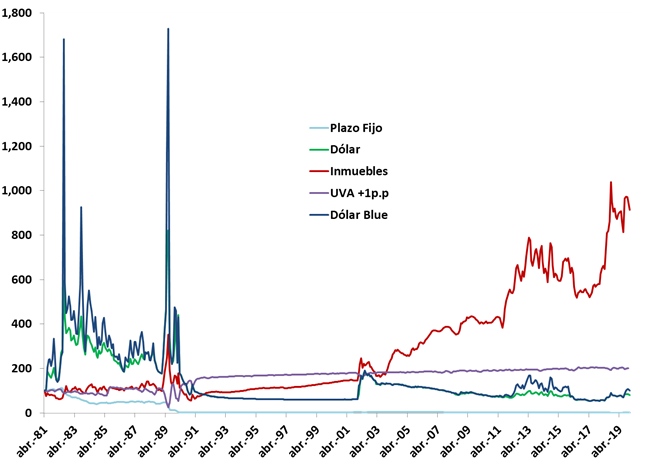 1,800
1,600
1,400
1,200
1,000
800
600
400
200
0
Plazo Fijo
Dólar
Inmuebles
UVA +1p.p
Dólar Blue
abr.-81
abr.-83
abr.-85
abr.-87
abr.-89
abr.-91
abr.-93
abr.-95
abr.-97
abr.-99
abr.-01
abr.-03
abr.-05
abr.-07
abr.-09
abr.-11
abr.-13
abr.-15
abr.-17
abr.-19